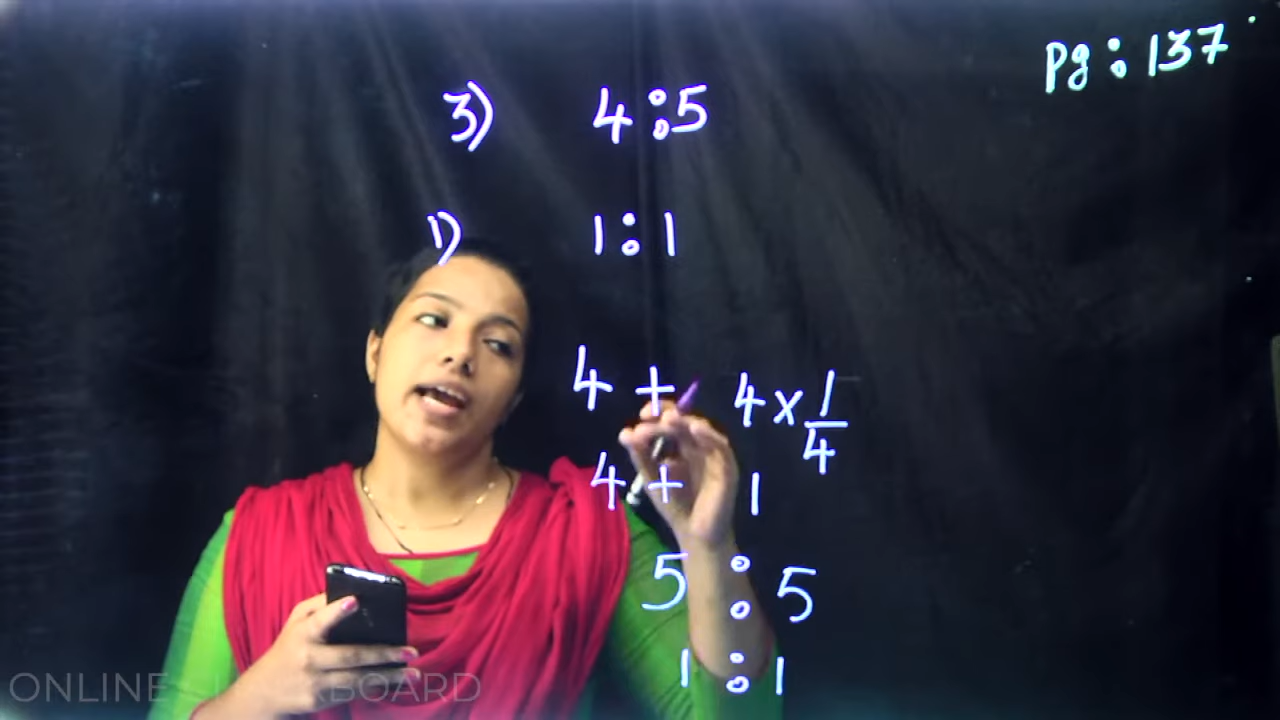 Pg : 137
3) 4 : 5
1) 1 : 1
4 + 4 × 1/4
4 + 1
5 : 5
1 : 1